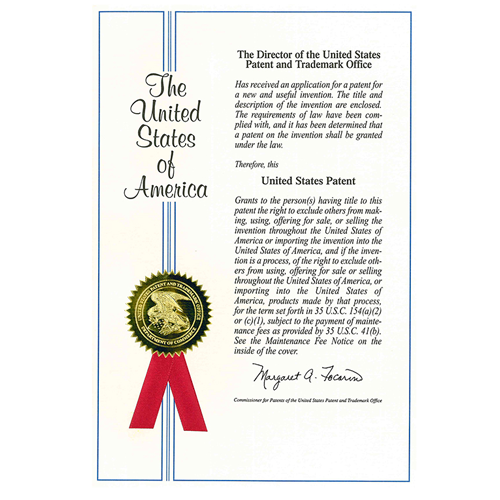 The
United
States
of
America
The Director of the United States
Patent and Trademark Office
Has received an application for a patent for
a new and useful invention. The title and
description of the invention are enclosed.
The requirements of law have been com-
plied with, and it has been determined that
a patent on the invention shall be granted
under the law.
Therefore, this
United States Patent
Grants to the person(s) having title to this
patent the right to exclude others from mak-
ing, using, offering for sale, or selling the
invention throughout the United States of
America or importing the invention into the
United States of America, and if the inven-
tion is a process, of the right to exclude oth-
ers from using, offering for sale or selling
throughout the United States of America, or
importing into the United States of
America, products made by that process,
for the term set forth in 35 U.S.C. 154(a)(2)
or (c)(1), subject to the payment of mainte-
nance fees as provided by 35 U.S.C. 41(b).
See the Maintenance Fee Notice on the
inside of the cover.
Margaret A. Focarino
Commissioner for Patents of the United States Patent and Trademark Office
PATENT AND TRADEMARK OFFICE
DEPARTMENT OF COMMERCE